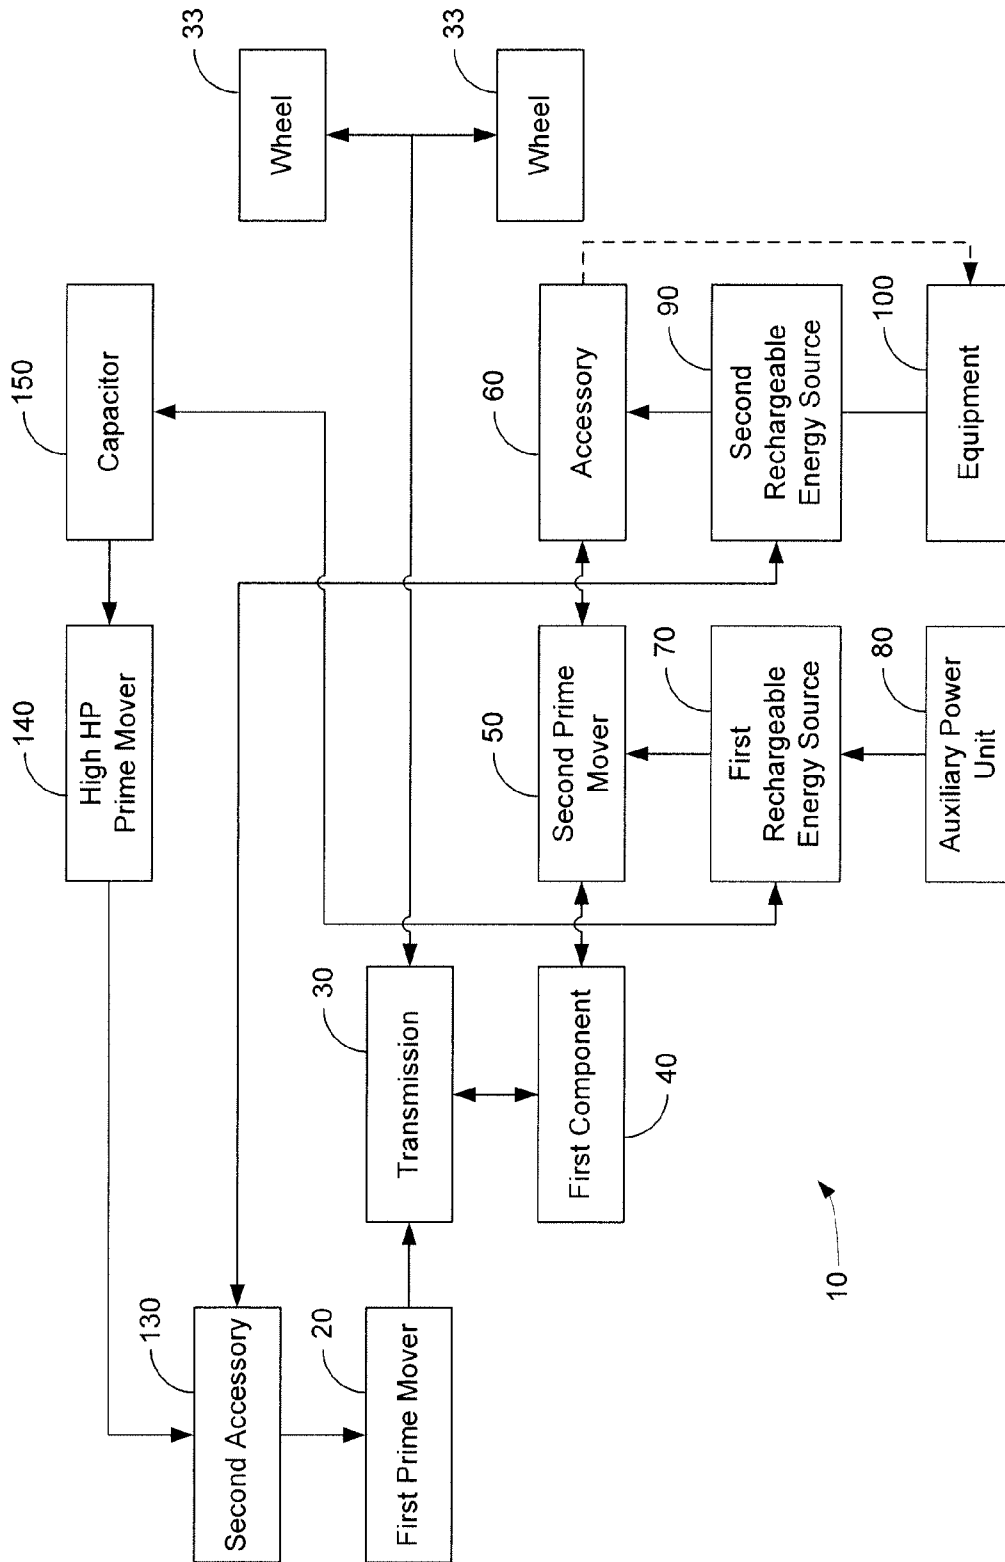 150
Capacitor
140
High HP
Prime Mover
33
Wheel
33
Wheel
130
Second Accessory
20
First Prime Mover
30
Transmission
First Component
40
50
Second Prime
Mover
60
Accessory
70
First
Rechargeable
Energy Source
90
Second
Rechargeable
Energy Source
80
Auxiliary Power
Unit
100
Equipment
10